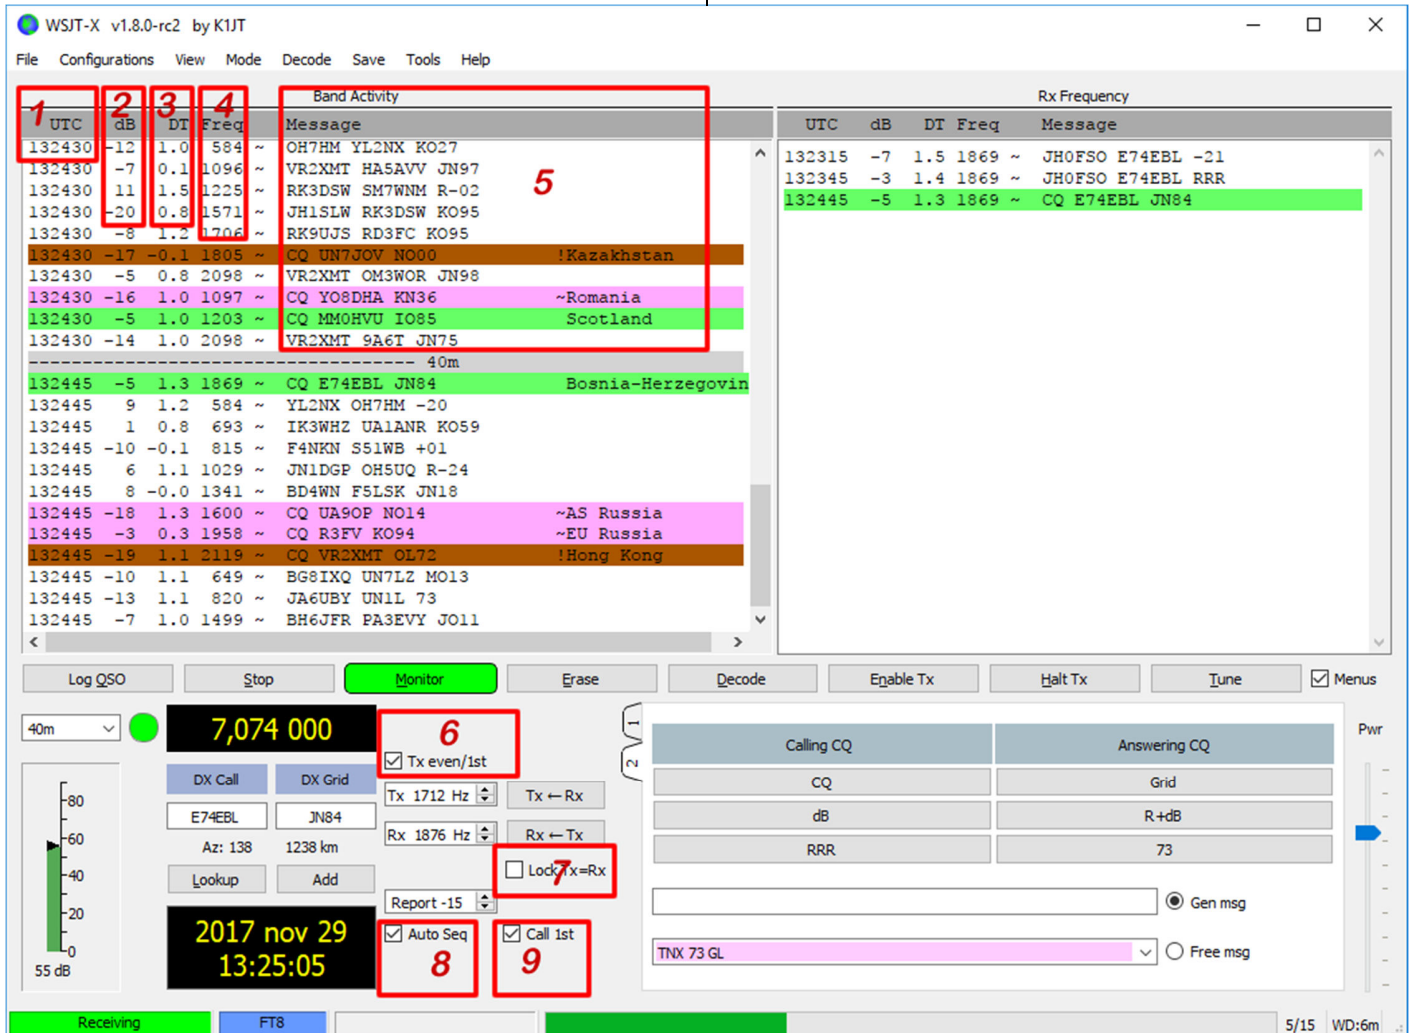 WSJT-X v1.8.0-rc2 by K1JT
File Configurations View Mode Decode Save Tools Help
Band Activity
1 2 3 4
UTC dB DT Freq Message
132430 -12 1.0 584 ~ OH7HM YL2NX KO27
132430 -7 0.1 1096 ~ VR2XMT HA5AVV JN97
132430 11 1.5 1225 ~ RK3DSW SM7WNM R-02
5
132430 -20 0.8 1571 ~ JH1SLW RK3DSW KO95
132430 -8 1.2 1706 ~ RK9UJS RD3FC KO95
132430 -17 -0.1 1805 ~ CQ UN7JOV NO00 !Kazakhstan
132430 -5 0.8 2098 ~ VR2XMT OM3WOR JN98
132430 -16 1.0 1097 ~ CQ YO8DHA KN36 ~Romania
132430 -5 1.0 1203 ~ CQ MM0HVU IO85 Scotland
132430 -14 1.0 2098 ~ VR2XMT 9A6T JN75
------------------------------------ 40m
132445 -5 1.3 1869 ~ CQ E74EBL JN84 Bosnia-Herzegovin
132445 9 1.2 584 ~ YL2NX OH7HM -20
132445 1 0.8 693 ~ IK3WHZ UA1ANR KO59
132445 -10 -0.1 815 ~ F4NKN S51WB +01
132445 6 1.1 1029 ~ JN1DGP OH5UQ R-24
132445 8 -0.0 1341 ~ BD4WN F5LSK JN18
132445 -18 1.3 1600 ~ CQ UA9OP NO14 ~AS Russia
132445 -3 0.3 1958 ~ CQ R3FV KO94 ~EU Russia
132445 -19 1.1 2119 ~ CQ VR2XMT OL72 !Hong Kong
132445 -10 1.1 649 ~ BG8IXQ UN7LZ MO13
132445 -13 1.1 820 ~ JA6UBY UN1L 73
132445 -7 1.0 1499 ~ BH6JFR PA3EVY JO11
Rx Frequency
UTC dB DT Freq Message
132315 -7 1.5 1869 ~ JH0FSO E74EBL -21
132345 -3 1.4 1869 ~ JH0FSO E74EBL RRR
132445 -5 1.3 1869 ~ CQ E74EBL JN84
Log QSO Stop Monitor Erase Decode Enable Tx Halt Tx Tune Menus
40m
7,074 000
6
Tx even/1st
DX Call DX Grid
Tx 1712 Hz Tx ← Rx
E74EBL JN84
Rx 1876 Hz Rx ← Tx
Az: 138 1238 km
7
Lock Tx=Rx
Lookup Add
Report -15
Auto Seq Call 1st
8 9
2017 nov 29
13:25:05
-80
-60
-40
-20
-0
55 dB
1
2
Calling CQ Answering CQ
CQ Grid
dB R+dB
RRR 73
Gen msg
TNX 73 GL Free msg
Pwr
Receiving FT8 5/15 WD:6m